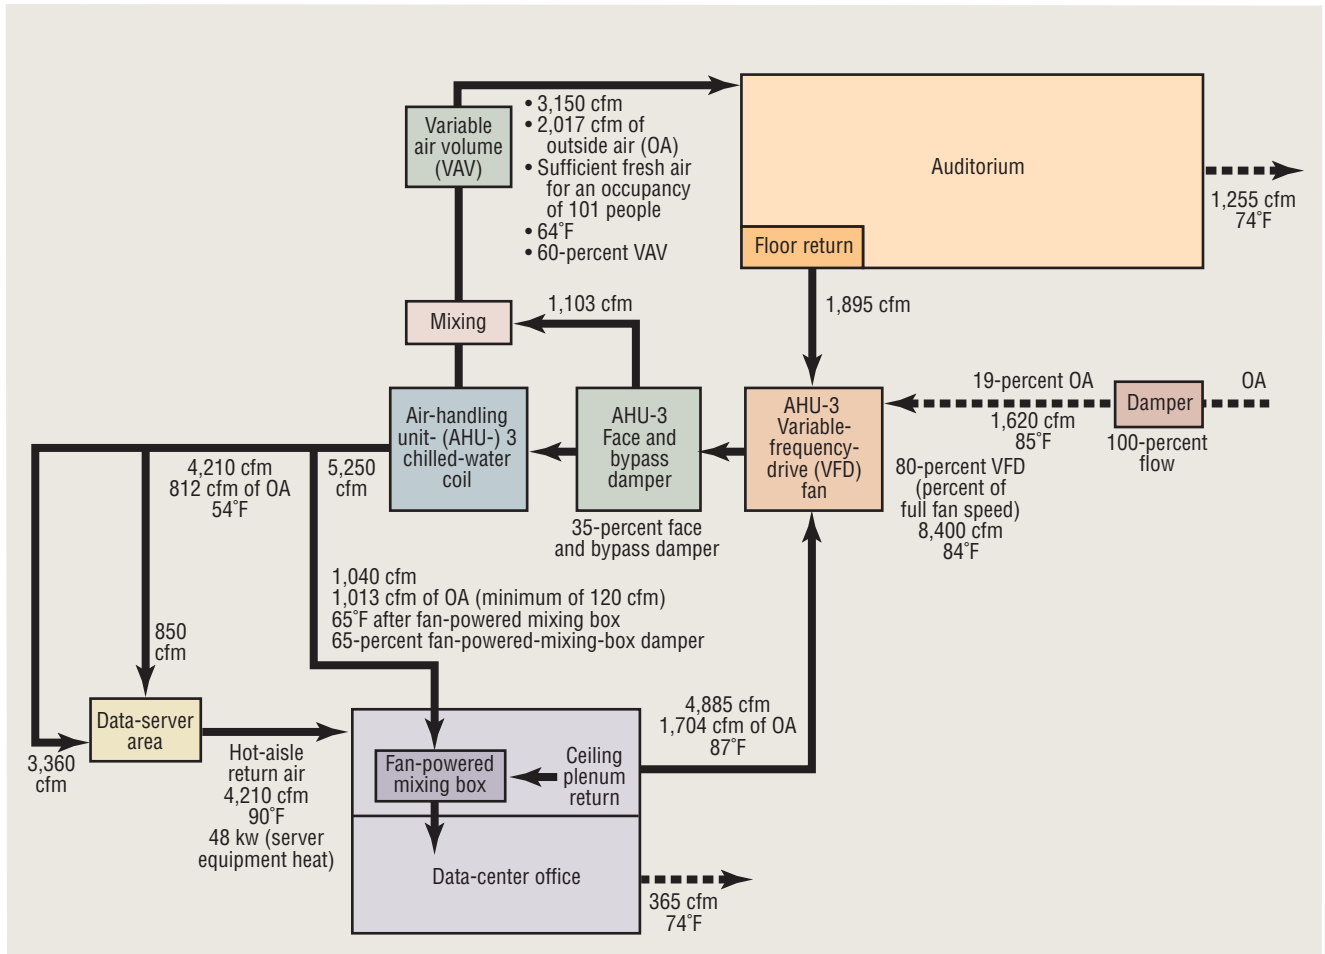 Variable
air volume
(VAV)
• 3,150 cfm
• 2,017 cfm of
outside air (OA)
• Sufficient fresh air
for an occupancy
of 101 people
• 64˚F
• 60-percent VAV
Auditorium
Floor return
1,255 cfm
74˚F
Mixing
1,103 cfm
1,895 cfm
Air-handling
unit- (AHU-) 3
chilled-water
coil
AHU-3
Face and
bypass
damper
35-percent face
and bypass damper
AHU-3
Variable-
frequency-
drive (VFD)
fan
19-percent OA
1,620 cfm
85˚F
Damper
100-percent
flow
OA
80-percent VFD
(percent of
full fan speed)
8,400 cfm
84˚F
4,210 cfm
812 cfm of OA
54˚F
5,250
cfm
1,040 cfm
1,013 cfm of OA (minimum of 120 cfm)
65˚F after fan-powered mixing box
65-percent fan-powered-mixing-box damper
850
cfm
Data-server
area
3,360
cfm
Hot-aisle
return air
4,210 cfm
90˚F
48 kw (server
equipment heat)
Fan-powered
mixing box
Ceiling
plenum
return
4,885 cfm
1,704 cfm of OA
87˚F
Data-center office
365 cfm
74˚F